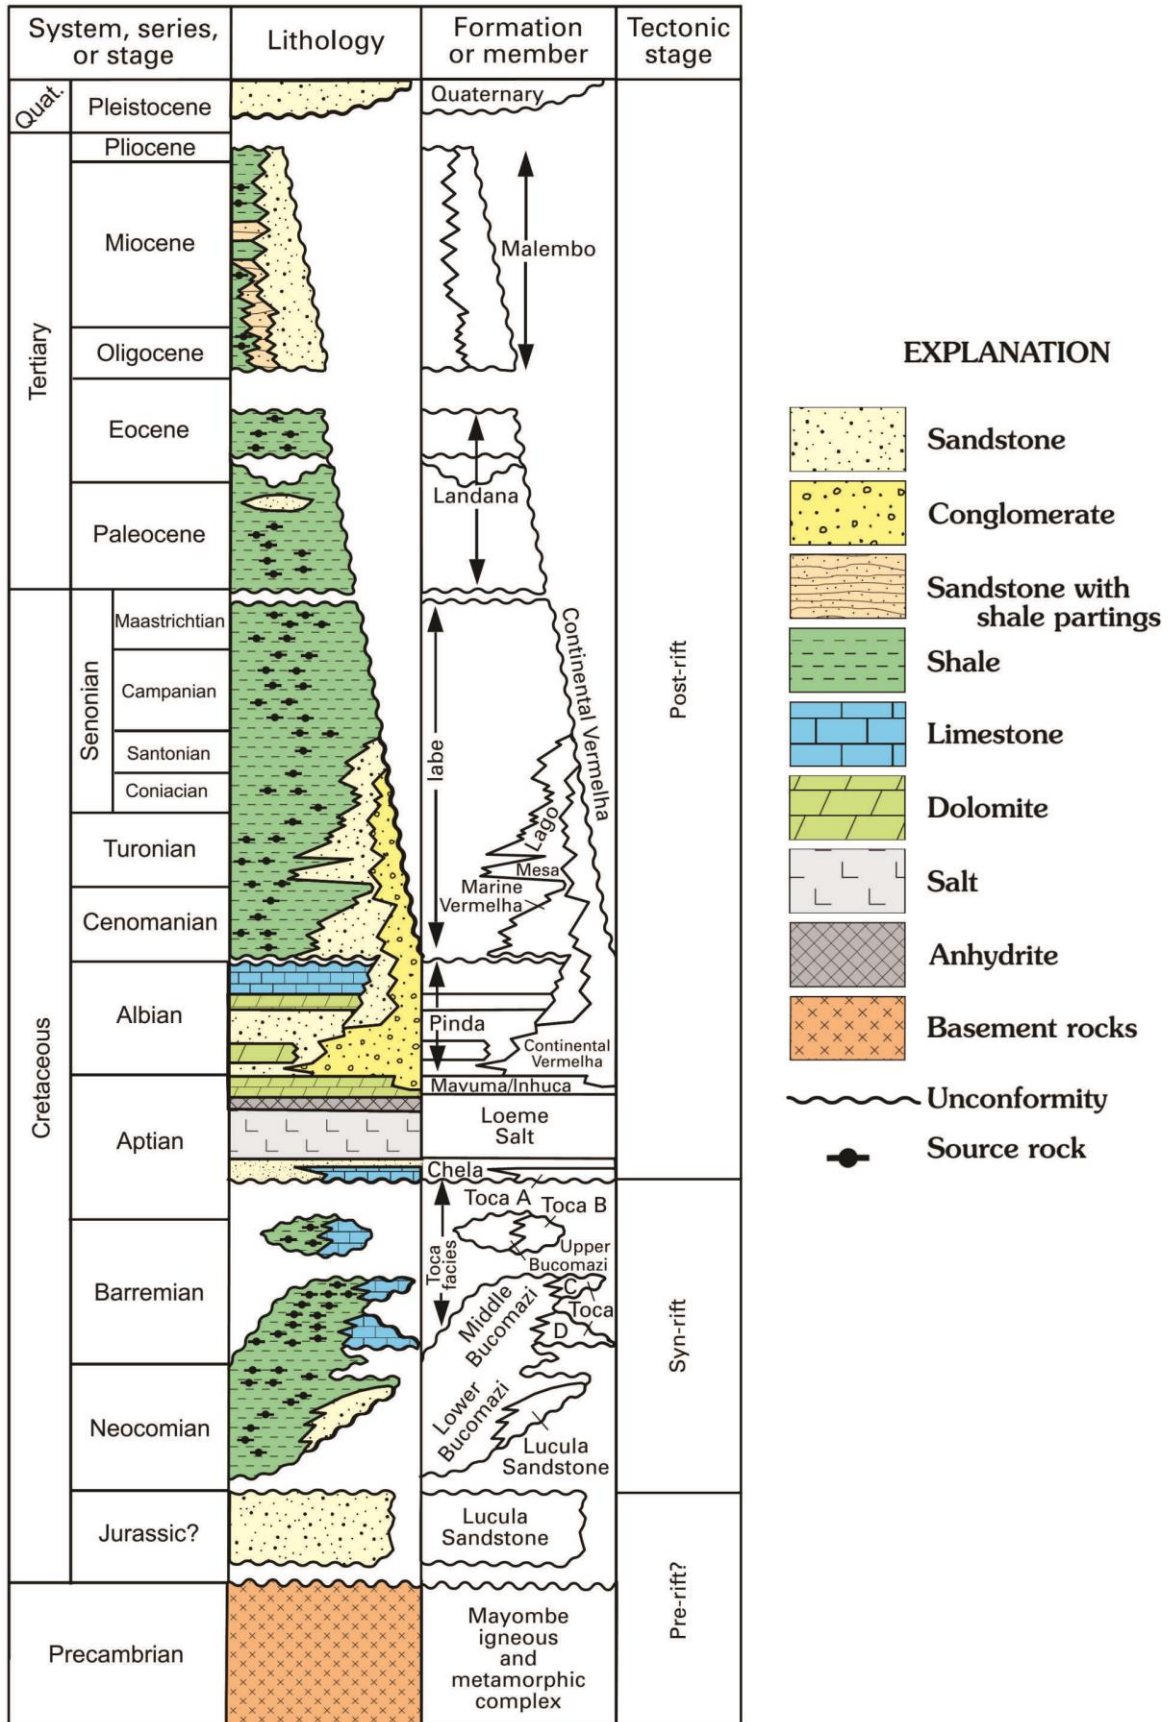 System, series,
or stage
Lithology
Formation
or member
Tectonic
stage
Quat.
Pleistocene
Quaternary
Tertiary
Pliocene
Miocene
Malembo
Oligocene
Eocene
Landana
Paleocene
Cretaceous
Senonian
Maastrichtian
Campanian
Santonian
Coniacian
Turonian
Cenomanian
Iabe
Continental Vermelha
Lago
Mesa
Marine
Vermelha
Albian
Pinda
Continental
Vermelha
Aptian
Mavuma/Inhuca
Loeme
Salt
Chela
Toca A
Toca B
Toca
facies
Upper
Bucomazi
Barremian
Middle
Bucomazi
C
Toca
D
Neocomian
Lower
Bucomazi
Lucula
Sandstone
Jurassic?
Lucula
Sandstone
Precambrian
Mayombe
igneous
and
metamorphic
complex
Post-rift
Syn-rift
Pre-rift?
EXPLANATION
Sandstone
Conglomerate
Sandstone with
shale partings
Shale
Limestone
Dolomite
Salt
Anhydrite
Basement rocks
Unconformity
Source rock